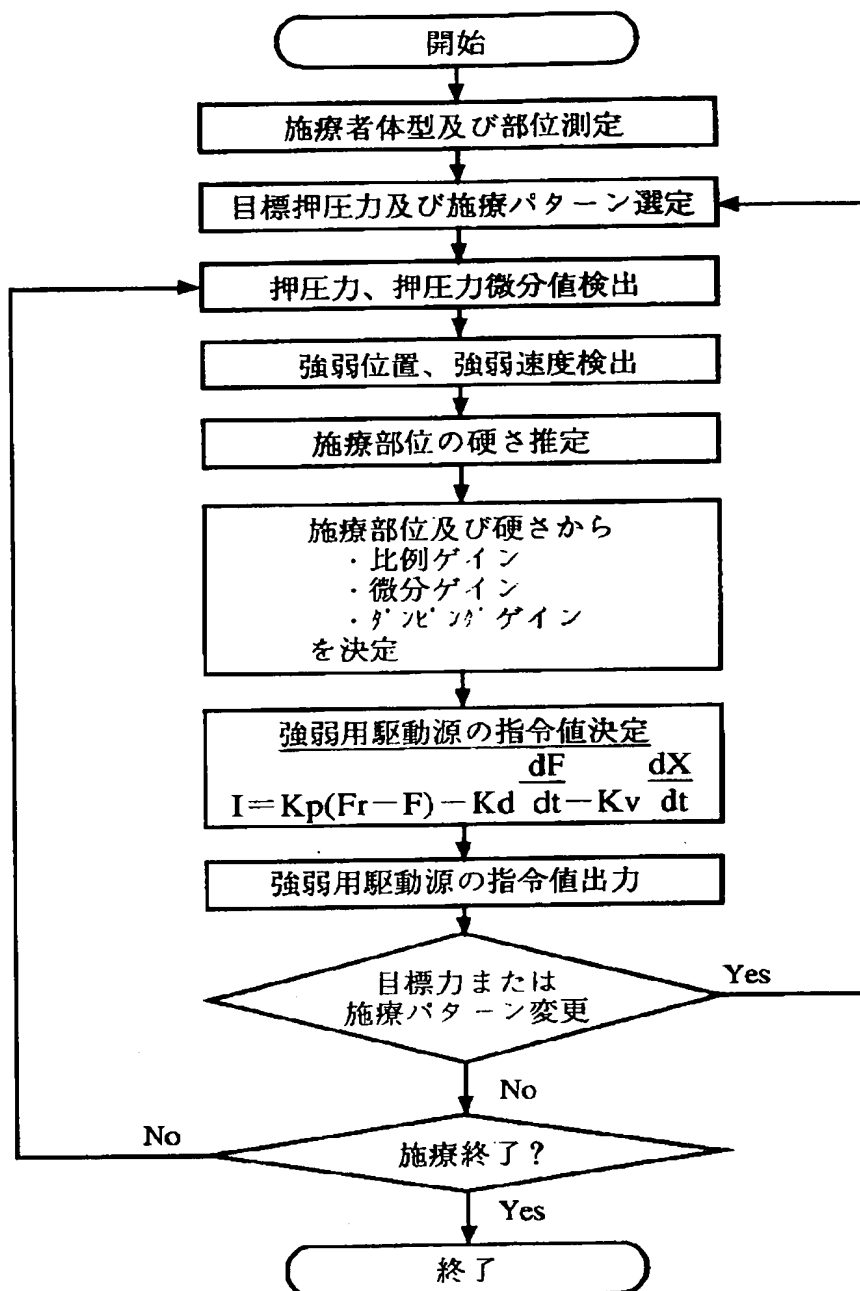 開始
施療者体型及び部位測定
目標押圧力及び施療パターン選定
押圧力、押圧力微分値検出
強弱位置、強弱速度検出
施療部位の硬さ推定
施療部位及び硬さから
・比例ゲイン
・微分ゲイン
・ダンピングゲイン
を決定
強弱用駆動源の指令値決定
I=Kp(Fr−F)−Kd dF/dt−Kv dX/dt
強弱用駆動源の指令値出力
目標力または
施療パターン変更
Yes
No
施療終了?
No
Yes
終了